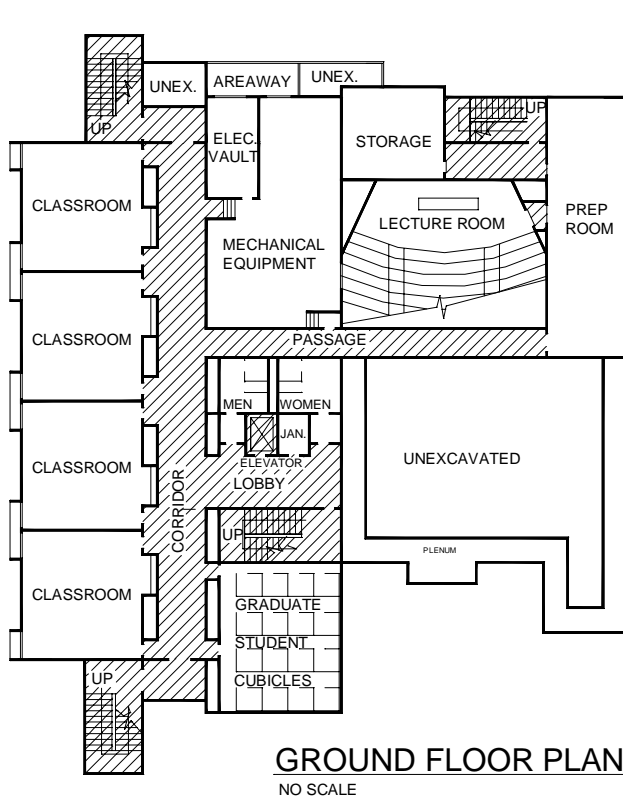 UNEX.
AREAWAY
UNEX.
UP
UP
ELEC.
VAULT
STORAGE
CLASSROOM
LECTURE ROOM
PREP
ROOM
MECHANICAL
EQUIPMENT
CLASSROOM
PASSAGE
MEN
WOMEN
JAN.
ELEVATOR
CLASSROOM
LOBBY
UNEXCAVATED
CORRIDOR
UP
PLENUM
CLASSROOM
GRADUATE
STUDENT
CUBICLES
UP
GROUND FLOOR PLAN
NO SCALE